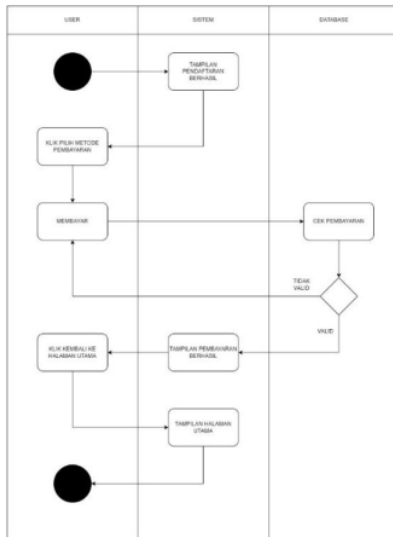 USER
SISTEM
DATABASE
TAMPILAN
PENDAFTARAN
BERHASIL
KLIK PILIH METODE
PEMBAYARAN
MEMBAYAR
CEK PEMBAYARAN
TIDAK
VALID
VALID
KLIK KEMBALI KE
HALAMAN UTAMA
TAMPILAN PEMBAYARAN
BERHASIL
TAMPILAN HALAMAN
UTAMA